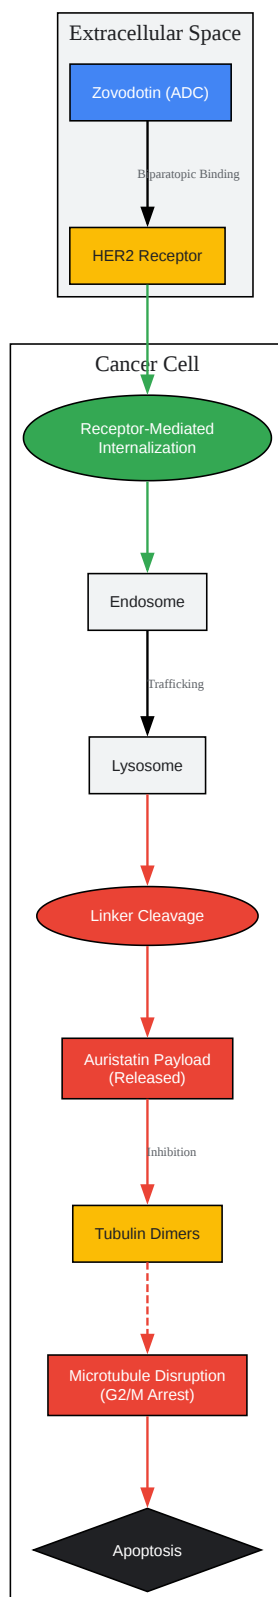 Extracellular Space
Zovodotin (ADC)
Biparatopic Binding
HER2 Receptor
Cancer Cell
Receptor-Mediated
Internalization
Endosome
Trafficking
Lysosome
Linker Cleavage
Auristatin Payload
(Released)
Inhibition
Tubulin Dimers
Microtubule Disruption
(G2/M Arrest)
Apoptosis